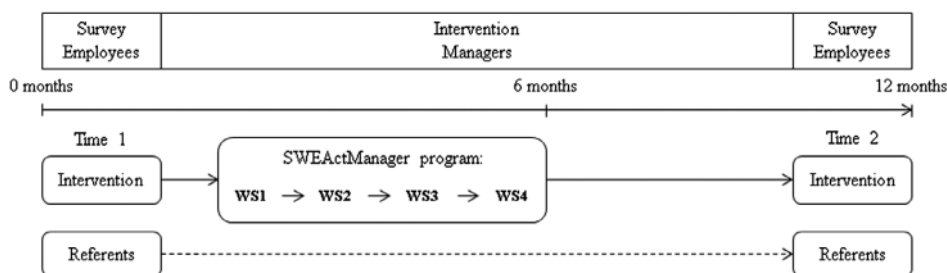 Survey
Employees
Intervention
Managers
Survey
Employees
0 months
6 months
12 months
Time 1
Time 2
Intervention
SWEActManager program:
WS1 → WS2 → WS3 → WS4
Intervention
Referents
Referents